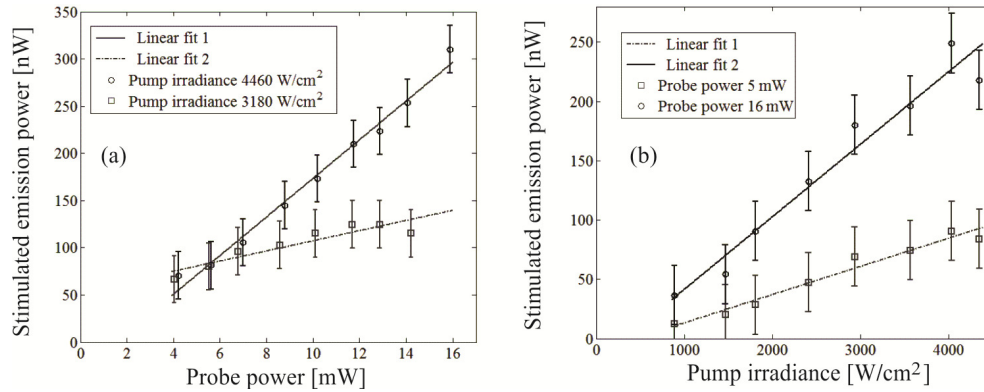 350
300
250
200
150
100
50
0
0
2
4
6
8
10
12
14
16
Stimulated emission power [nW]
Probe power [mW]
(a)
Linear fit 1
Linear fit 2
Pump irradiance 4460 W/cm²
Pump irradiance 3180 W/cm²
250
200
150
100
50
0
0
1000
2000
3000
4000
Stimulated emission power [nW]
Pump irradiance [W/cm²]
(b)
Linear fit 1
Linear fit 2
Probe power 5 mW
Probe power 16 mW